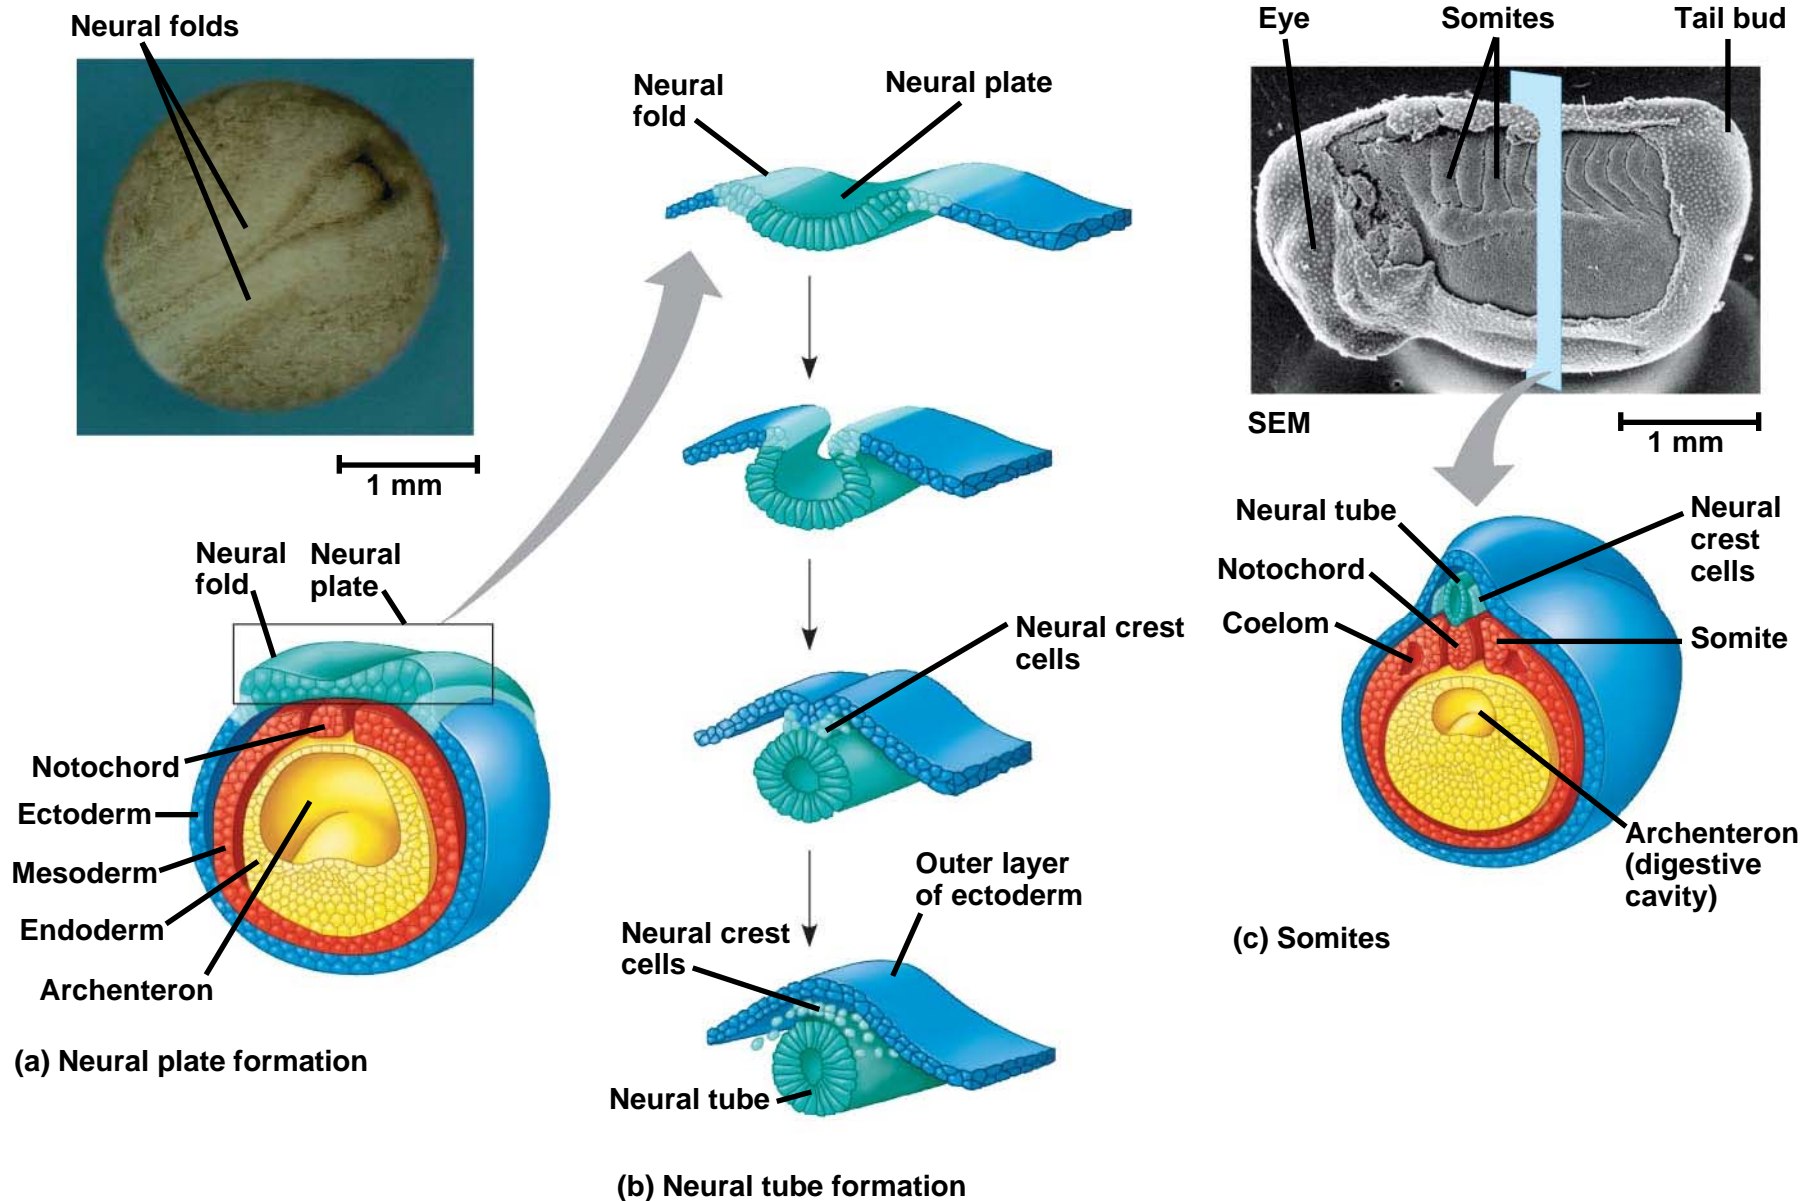 Neural folds
1 mm
Neural
fold
Neural
plate
Notochord
Ectoderm
Mesoderm
Endoderm
Archenteron
(a) Neural plate formation
Neural
fold
Neural plate
Neural crest
cells
Outer layer
of ectoderm
Neural crest
cells
Neural tube
(b) Neural tube formation
Eye
Somites
Tail bud
SEM
1 mm
Neural tube
Notochord
Coelom
Neural
crest
cells
Somite
Archenteron
(digestive
cavity)
(c) Somites